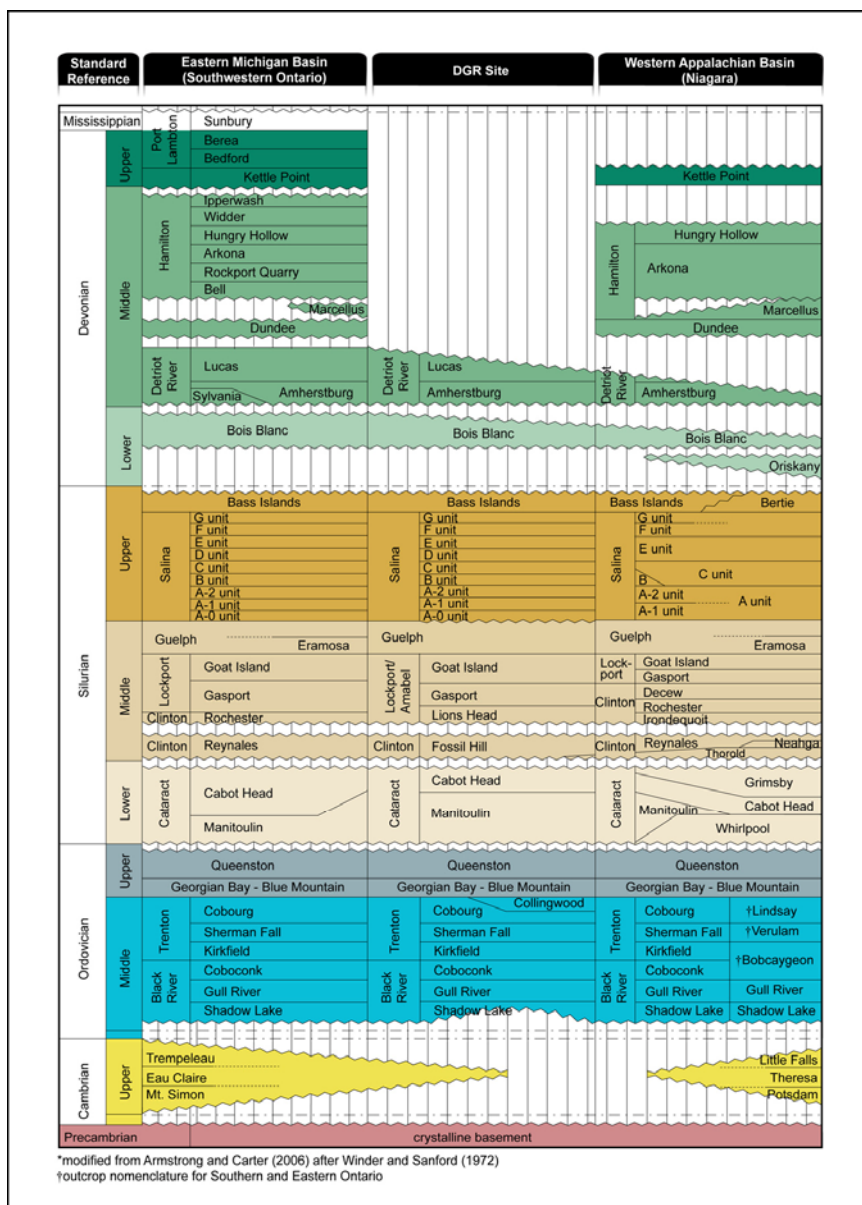 Standard
Reference
Eastern Michigan Basin
(Southwestern Ontario)
DGR Site
Western Appalachian Basin
(Niagara)
Mississippian
Devonian
Upper
Middle
Lower
Port
Lambton
Sunbury
Berea
Bedford
Kettle Point
Kettle Point
Hamilton
Ipperwash
Widder
Hungry Hollow
Arkona
Rockport Quarry
Bell
Marcellus
Dundee
Hamilton
Hungry Hollow
Arkona
Marcellus
Dundee
Detriot
River
Lucas
Sylvania
Amherstburg
Detriot
River
Lucas
Amherstburg
Detriot
River
Amherstburg
Bois Blanc
Bois Blanc
Bois Blanc
Oriskany
Silurian
Upper
Middle
Lower
Bass Islands
Salina
G unit
F unit
E unit
D unit
C unit
B unit
A-2 unit
A-1 unit
A-0 unit
Bass Islands
Salina
G unit
F unit
E unit
D unit
C unit
B unit
A-2 unit
A-1 unit
A-0 unit
Bass Islands
Bertie
Salina
G unit
F unit
E unit
B
C unit
A-2 unit
A-1 unit
A unit
Guelph
Eramosa
Lockport
Goat Island
Gasport
Clinton
Rochester
Clinton
Reynales
Guelph
Lockport/
Amabel
Goat Island
Gasport
Lions Head
Clinton
Fossil Hill
Guelph
Eramosa
Lock-
port
Goat Island
Gasport
Clinton
Decew
Rochester
Irondequoit
Clinton
Reynales
Neahga
Thorold
Cataract
Cabot Head
Manitoulin
Cataract
Cabot Head
Manitoulin
Cataract
Grimsby
Cabot Head
Manitoulin
Whirlpool
Ordovician
Upper
Middle
Queenston
Georgian Bay - Blue Mountain
Queenston
Georgian Bay - Blue Mountain
Queenston
Georgian Bay - Blue Mountain
Trenton
Cobourg
Sherman Fall
Kirkfield
Black
River
Coboconk
Gull River
Shadow Lake
Trenton
Collingwood
Cobourg
Sherman Fall
Kirkfield
Black
River
Coboconk
Gull River
Shadow Lake
Trenton
Cobourg
†Lindsay
Sherman Fall
†Verulam
Kirkfield
†Bobcaygeon
Black
River
Coboconk
Gull River
Gull River
Shadow Lake
Shadow Lake
Cambrian
Upper
Trempeleau
Eau Claire
Mt. Simon
Little Falls
Theresa
Potsdam
Precambrian
crystalline basement
*modified from Armstrong and Carter (2006) after Winder and Sanford (1972)
†outcrop nomenclature for Southern and Eastern Ontario